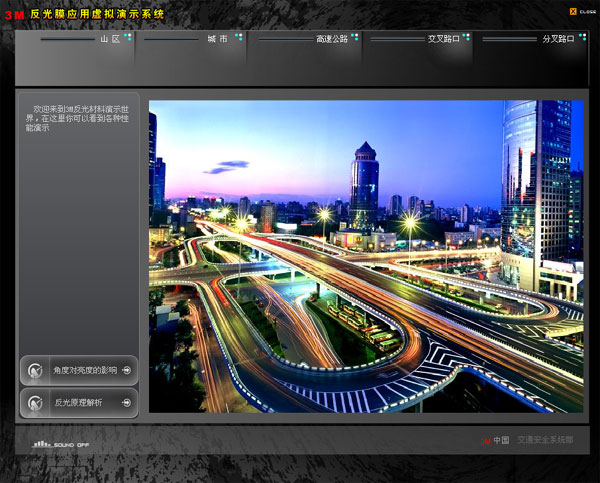 3M 反光膜应用虚拟演示系统
CLOSE
山 区
城 市
高速公路
交叉路口
分叉路口
欢迎来到3M反光材料演示世
界，在这里你可以看到各种性
能演示
角度对亮度的影响
反光原理解析
SOUND OFF
3M 中国 交通安全系统部